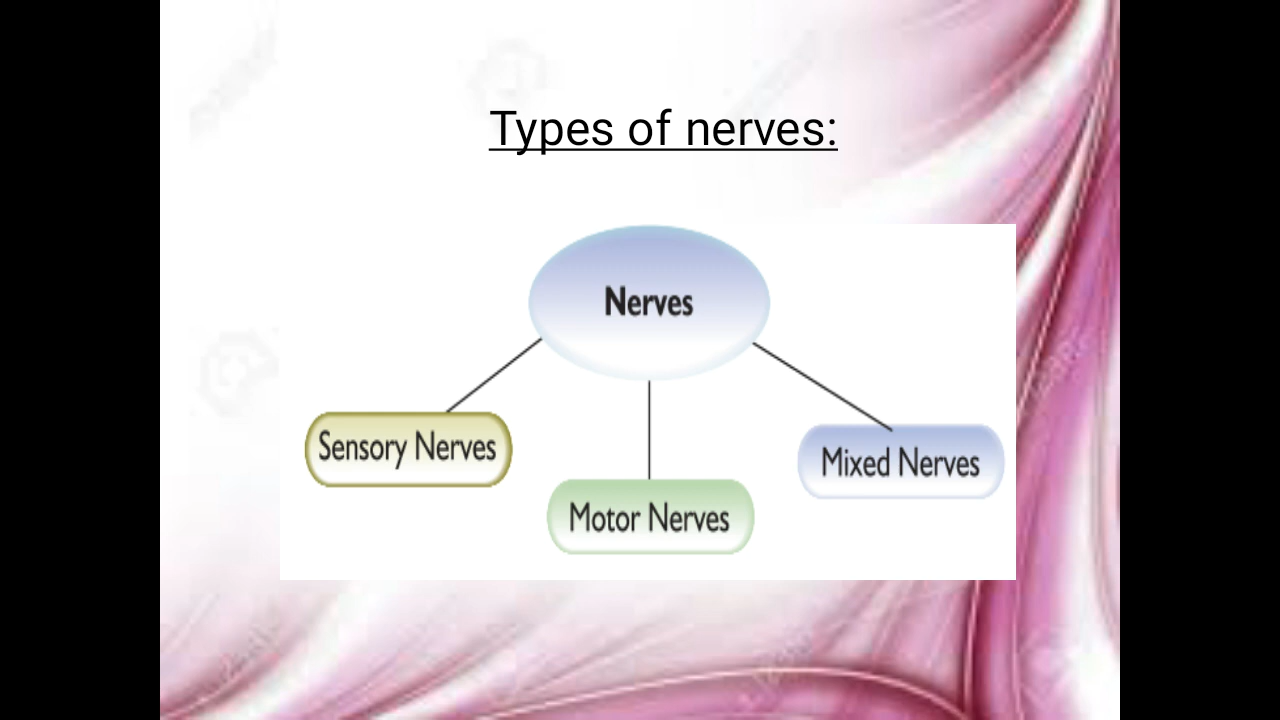 Types of nerves:
Nerves
Sensory Nerves
Mixed Nerves
Motor Nerves